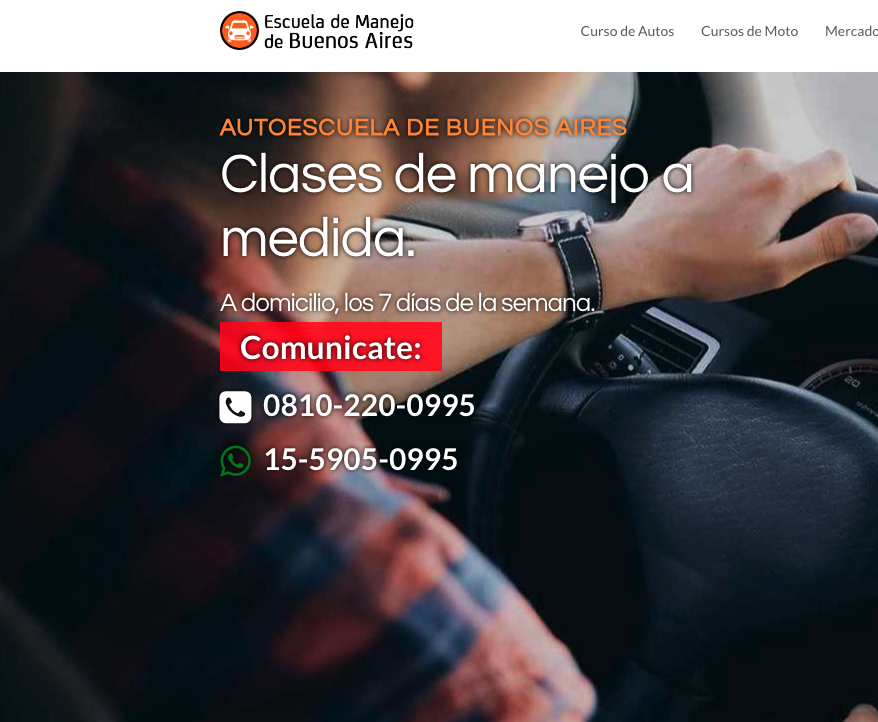 Escuela de Manejo
de Buenos Aires
Curso de Autos Cursos de Moto Mercado
AUTOESCUELA DE BUENOS AIRES
Clases de manejo a
medida.
A domicilio, los 7 días de la semana.
Comunicate:
0810-220-0995
15-5905-0995
20